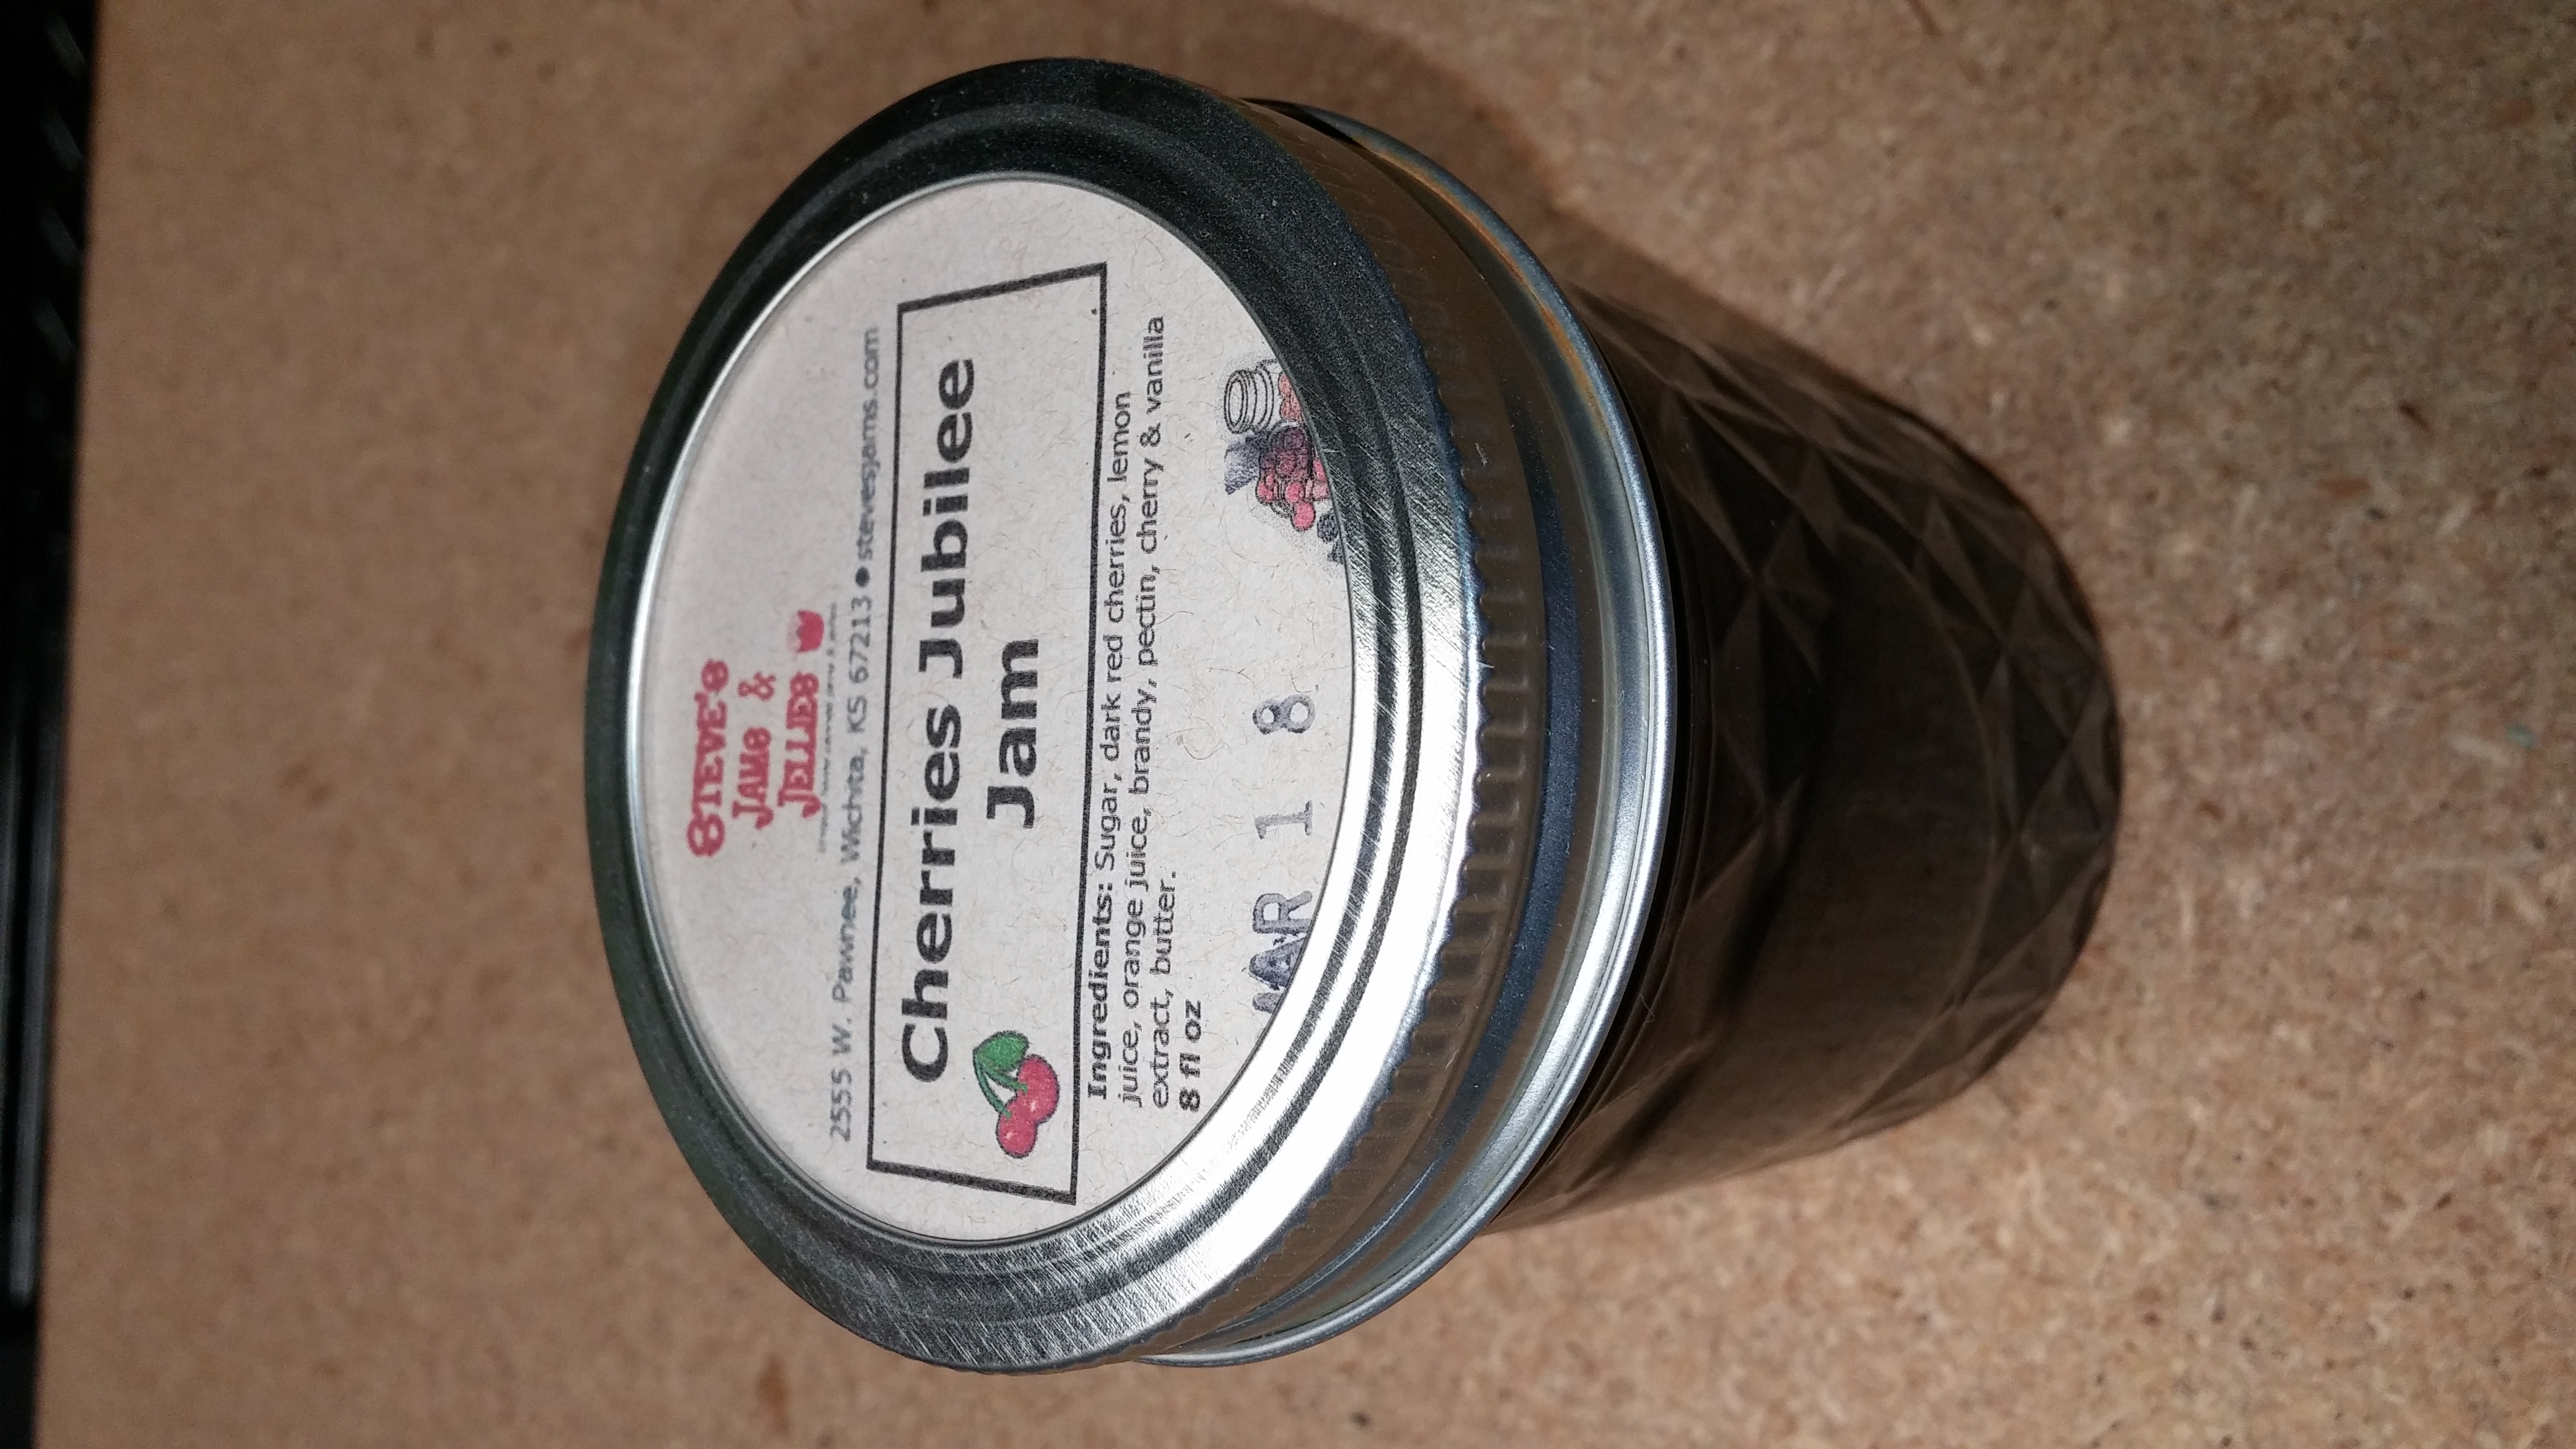 STEVE'S
JAMS &
JELLIES
2555 W. Pawnee, Wichita, KS 67213 ● stevesjams.com
Cherries Jubilee
Jam
Ingredients: Sugar, dark red cherries, lemon
juice, orange juice, brandy, pectin, cherry & vanilla
extract, butter.
8 fl oz
MAR 1 8